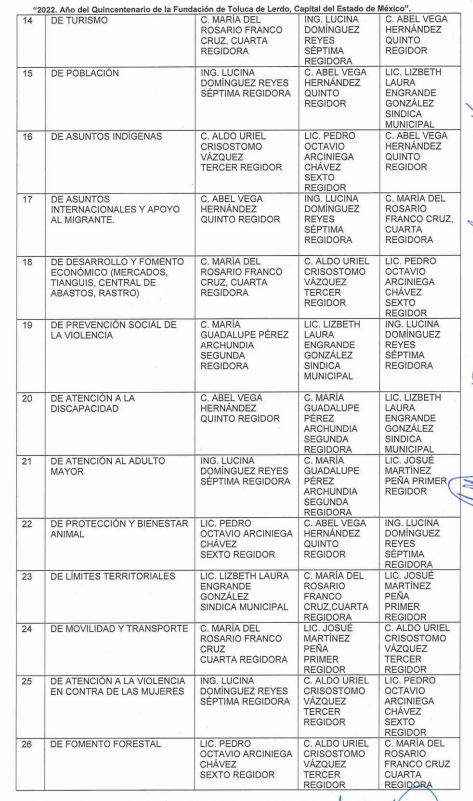 "2022. Año del Quincentenario de la Fundación de Toluca de Lerdo, Capital del Estado de México".
14 DE TURISMO C. MARÍA DEL ROSARIO FRANCO CRUZ, CUARTA REGIDORA ING. LUCINA DOMÍNGUEZ REYES SÉPTIMA REGIDORA C. ABEL VEGA HERNÁNDEZ QUINTO REGIDOR
15 DE POBLACIÓN ING. LUCINA DOMÍNGUEZ REYES SÉPTIMA REGIDORA C. ABEL VEGA HERNÁNDEZ QUINTO REGIDOR LIC. LIZBETH LAURA ENGRANDE GONZÁLEZ SINDICA MUNICIPAL
16 DE ASUNTOS INDÍGENAS C. ALDO URIEL CRISOSTOMO VÁZQUEZ TERCER REGIDOR LIC. PEDRO OCTAVIO ARCINIEGA CHÁVEZ SEXTO REGIDOR C. ABEL VEGA HERNÁNDEZ QUINTO REGIDOR
17 DE ASUNTOS INTERNACIONALES Y APOYO AL MIGRANTE. C. ABEL VEGA HERNÁNDEZ QUINTO REGIDOR ING. LUCINA DOMÍNGUEZ REYES SÉPTIMA REGIDORA C. MARÍA DEL ROSARIO FRANCO CRUZ, CUARTA REGIDORA
18 DE DESARROLLO Y FOMENTO ECONÓMICO (MERCADOS, TIANGUIS, CENTRAL DE ABASTOS, RASTRO) C. MARÍA DEL ROSARIO FRANCO CRUZ, CUARTA REGIDORA C. ALDO URIEL CRISOSTOMO VÁZQUEZ TERCER REGIDOR LIC. PEDRO OCTAVIO ARCINIEGA CHÁVEZ SEXTO REGIDOR
19 DE PREVENCIÓN SOCIAL DE LA VIOLENCIA C. MARÍA GUADALUPE PÉREZ ARCHUNDIA SEGUNDA REGIDORA LIC. LIZBETH LAURA ENGRANDE GONZÁLEZ SINDICA MUNICIPAL ING. LUCINA DOMÍNGUEZ REYES SÉPTIMA REGIDORA
20 DE ATENCIÓN A LA DISCAPACIDAD C. ABEL VEGA HERNÁNDEZ QUINTO REGIDOR C. MARÍA GUADALUPE PÉREZ ARCHUNDIA SEGUNDA REGIDORA LIC. LIZBETH LAURA ENGRANDE GONZÁLEZ SINDICA MUNICIPAL
21 DE ATENCIÓN AL ADULTO MAYOR ING. LUCINA DOMÍNGUEZ REYES SÉPTIMA REGIDORA C. MARÍA GUADALUPE PÉREZ ARCHUNDIA SEGUNDA REGIDORA LIC. JOSUÉ MARTÍNEZ PEÑA PRIMER REGIDOR
22 DE PROTECCIÓN Y BIENESTAR ANIMAL LIC. PEDRO OCTAVIO ARCINIEGA CHÁVEZ SEXTO REGIDOR C. ABEL VEGA HERNÁNDEZ QUINTO REGIDOR ING. LUCINA DOMÍNGUEZ REYES SÉPTIMA REGIDORA
23 DE LÍMITES TERRITORIALES LIC. LIZBETH LAURA ENGRANDE GONZÁLEZ SINDICA MUNICIPAL C. MARÍA DEL ROSARIO FRANCO CRUZ,CUARTA REGIDORA LIC. JOSUÉ MARTÍNEZ PEÑA PRIMER REGIDOR
24 DE MOVILIDAD Y TRANSPORTE C. MARÍA DEL ROSARIO FRANCO CRUZ CUARTA REGIDORA LIC. JOSUÉ MARTÍNEZ PEÑA PRIMER REGIDOR C. ALDO URIEL CRISOSTOMO VÁZQUEZ TERCER REGIDOR
25 DE ATENCIÓN A LA VIOLENCIA EN CONTRA DE LAS MUJERES ING. LUCINA DOMÍNGUEZ REYES SÉPTIMA REGIDORA C. ALDO URIEL CRISOSTOMO VÁZQUEZ TERCER REGIDOR LIC. PEDRO OCTAVIO ARCINIEGA CHÁVEZ SEXTO REGIDOR
26 DE FOMENTO FORESTAL LIC. PEDRO OCTAVIO ARCINIEGA CHÁVEZ SEXTO REGIDOR C. ALDO URIEL CRISOSTOMO VÁZQUEZ TERCER REGIDOR C. MARÍA DEL ROSARIO FRANCO CRUZ CUARTA REGIDORA